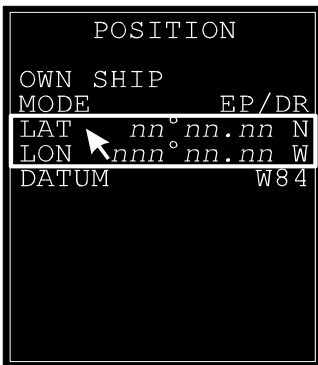 POSITION
OWN SHIP
MODE EP/DR
LAT nn°nn.nn N
LON nnn°nn.nn W
DATUM W84